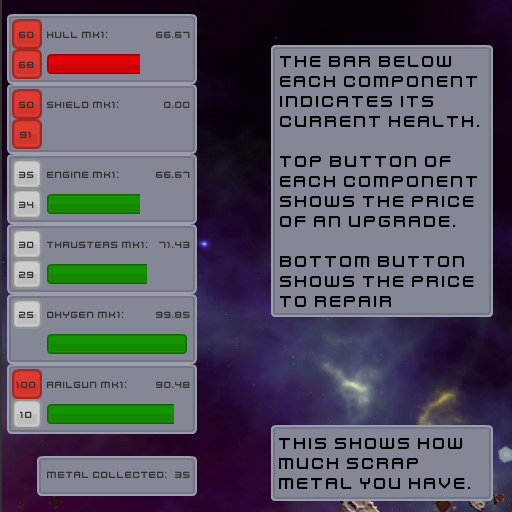 60 HULL MK1: 66.67
68
50 SHIELD MK1: 0.00
91
35 ENGINE MK1: 66.67
34
30 THRUSTERS MK1: 71.43
29
25 OXYGEN MK1: 99.85
100 RAILGUN MK1: 90.48
10
METAL COLLECTED: 35
THE BAR BELOW
EACH COMPONENT
INDICATES ITS
CURRENT HEALTH.
TOP BUTTON OF
EACH COMPONENT
SHOWS THE PRICE
OF AN UPGRADE.
BOTTOM BUTTON
SHOWS THE PRICE
TO REPAIR
THIS SHOWS HOW
MUCH SCRAP
METAL YOU HAVE.